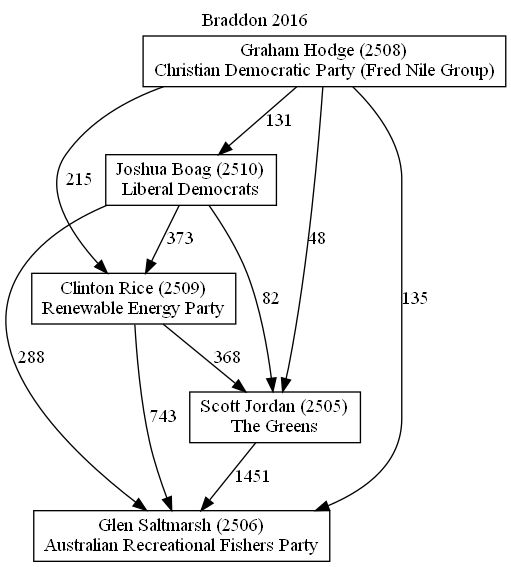 Braddon 2016
Graham Hodge (2508)
Christian Democratic Party (Fred Nile Group)
131
Joshua Boag (2510)
Liberal Democrats
215
373
48
Clinton Rice (2509)
Renewable Energy Party
82
135
288
368
743
Scott Jordan (2505)
The Greens
1451
Glen Saltmarsh (2506)
Australian Recreational Fishers Party